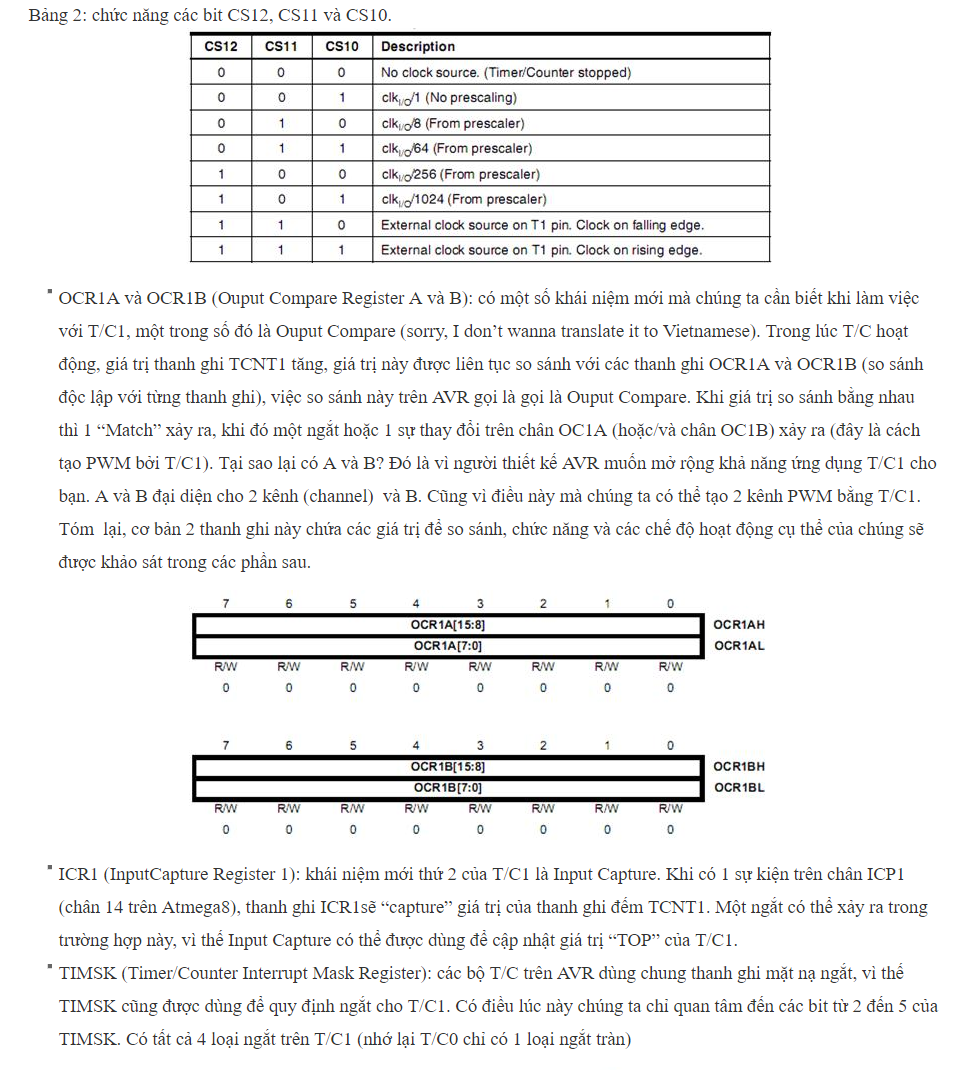 Bảng 2: chức năng các bit CS12, CS11 và CS10.
CS12 CS11 CS10 Description
0 0 0 No clock source. (Timer/Counter stopped)
0 0 1 clkI/O/1 (No prescaling)
0 1 0 clkI/O/8 (From prescaler)
0 1 1 clkI/O/64 (From prescaler)
1 0 0 clkI/O/256 (From prescaler)
1 0 1 clkI/O/1024 (From prescaler)
1 1 0 External clock source on T1 pin. Clock on falling edge.
1 1 1 External clock source on T1 pin. Clock on rising edge.
OCR1A và OCR1B (Ouput Compare Register A và B): có một số khái niệm mới mà chúng ta cần biết khi làm việc
với T/C1, một trong số đó là Ouput Compare (sorry, I don’t wanna translate it to Vietnamese). Trong lúc T/C hoạt
động, giá trị thanh ghi TCNT1 tăng, giá trị này được liên tục so sánh với các thanh ghi OCR1A và OCR1B (so sánh
độc lập với từng thanh ghi), việc so sánh này trên AVR gọi là gọi là Ouput Compare. Khi giá trị so sánh bằng nhau
thì 1 “Match” xảy ra, khi đó một ngắt hoặc 1 sự thay đổi trên chân OC1A (hoặc/và chân OC1B) xảy ra (đây là cách
tạo PWM bởi T/C1). Tại sao lại có A và B? Đó là vì người thiết kế AVR muốn mở rộng khả năng ứng dụng T/C1 cho
bạn. A và B đại diện cho 2 kênh (channel)  và B. Cũng vì điều này mà chúng ta có thể tạo 2 kênh PWM bằng T/C1.
Tóm  lại, cơ bản 2 thanh ghi này chứa các giá trị để so sánh, chức năng và các chế độ hoạt động cụ thể của chúng sẽ
được khảo sát trong các phần sau.
7 6 5 4 3 2 1 0
OCR1A[15:8] OCR1AH
OCR1A[7:0] OCR1AL
R/W R/W R/W R/W R/W R/W R/W R/W
0 0 0 0 0 0 0 0
7 6 5 4 3 2 1 0
OCR1B[15:8] OCR1BH
OCR1B[7:0] OCR1BL
R/W R/W R/W R/W R/W R/W R/W R/W
0 0 0 0 0 0 0 0
ICR1 (InputCapture Register 1): khái niệm mới thứ 2 của T/C1 là Input Capture. Khi có 1 sự kiện trên chân ICP1
(chân 14 trên Atmega8), thanh ghi ICR1sẽ “capture” giá trị của thanh ghi đếm TCNT1. Một ngắt có thể xảy ra trong
trường hợp này, vì thế Input Capture có thể được dùng để cập nhật giá trị “TOP” của T/C1.
TIMSK (Timer/Counter Interrupt Mask Register): các bộ T/C trên AVR dùng chung thanh ghi mặt nạ ngắt, vì thế
TIMSK cũng được dùng để quy định ngắt cho T/C1. Có điều lúc này chúng ta chỉ quan tâm đến các bit từ 2 đến 5 của
TIMSK. Có tất cả 4 loại ngắt trên T/C1 (nhớ lại T/C0 chỉ có 1 loại ngắt tràn)